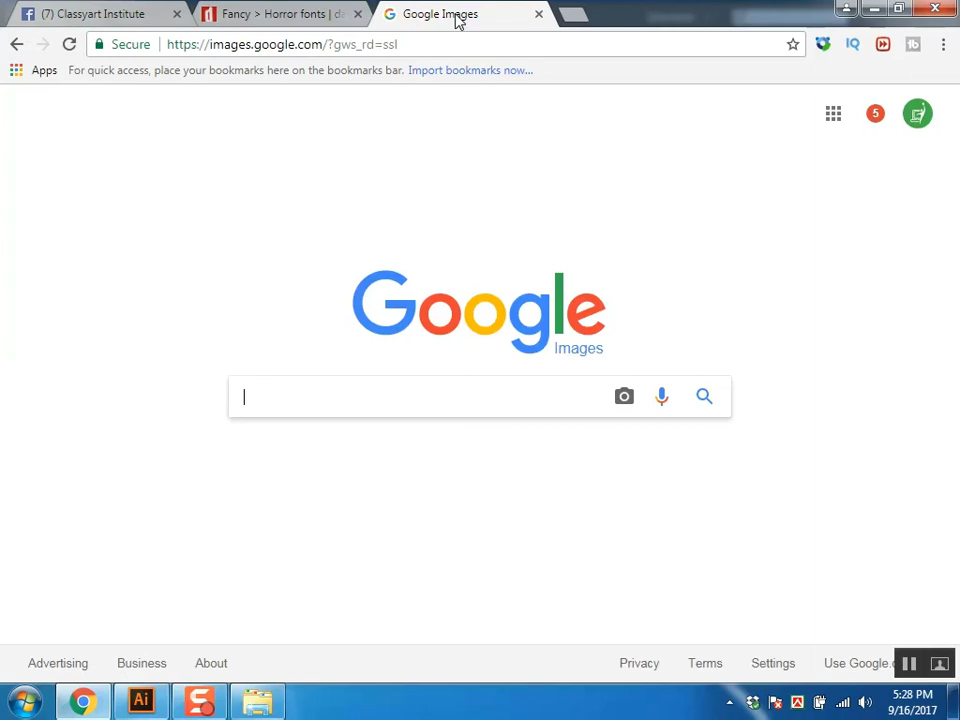 (7) Classyart Institute
Fancy > Horror fonts | da
Google Images
Secure
https://images.google.com/?gws_rd=ssl
IQ
tb
Apps
For quick access, place your bookmarks here on the bookmarks bar. Import bookmarks now...
5
Google
Images
Advertising
Business
About
Privacy
Terms
Settings
Use Google.c
Ai
S
5:28 PM
9/16/2017